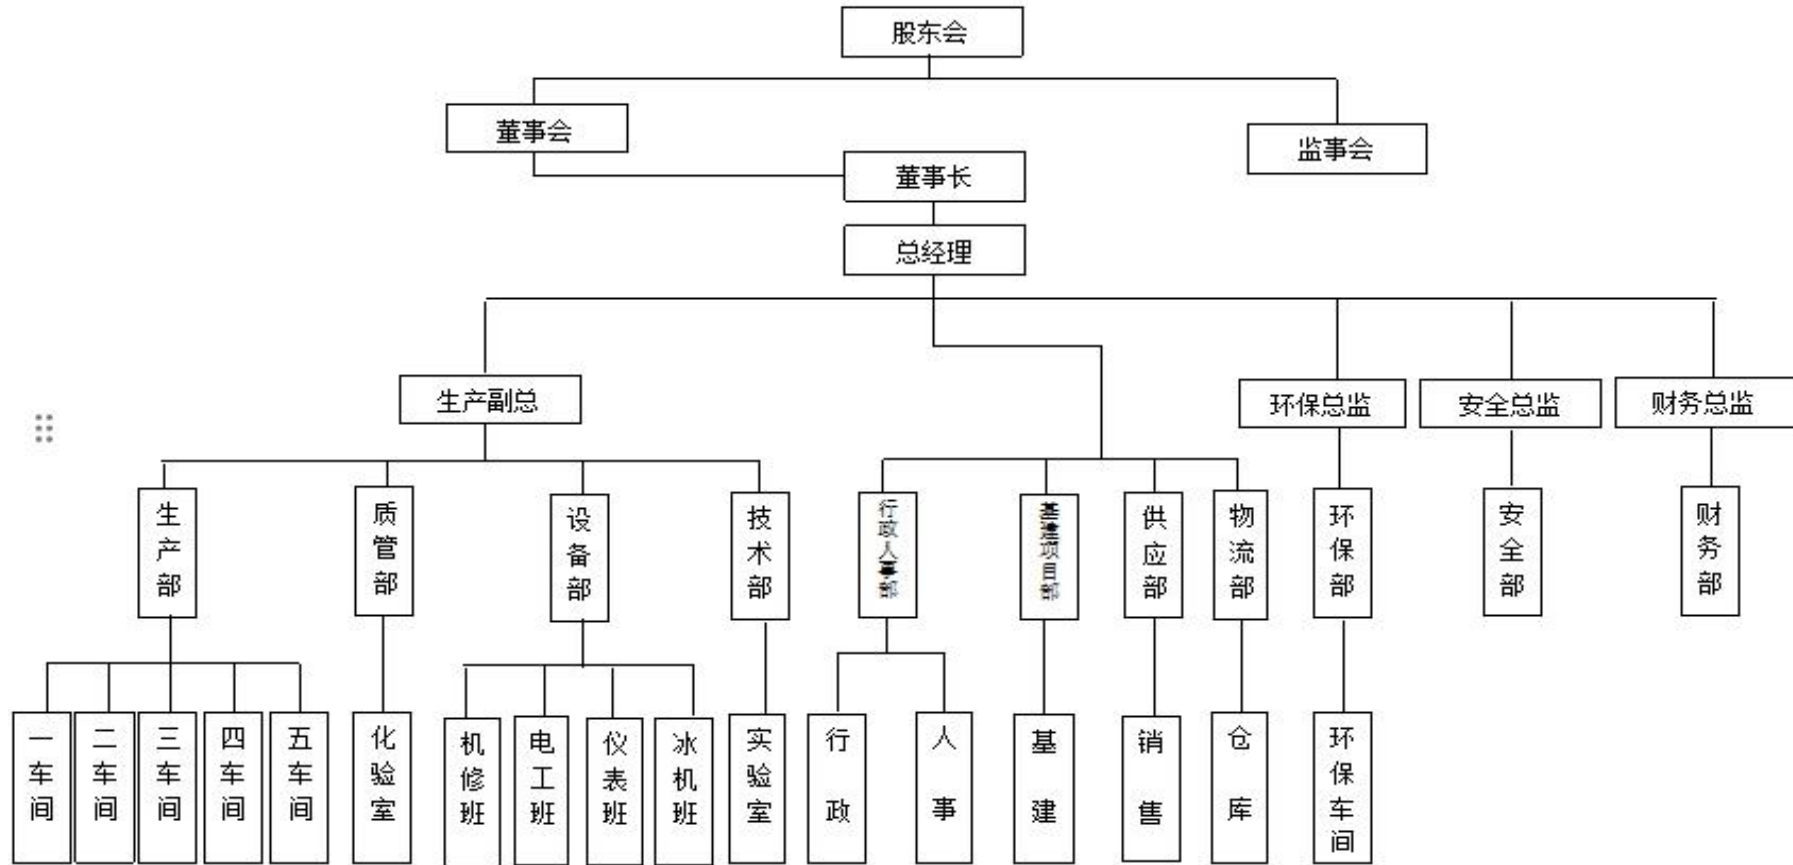 股东会
董事会
监事会
董事长
总经理
生产副总
环保总监
安全总监
财务总监
生产部
质管部
设备部
技术部
行政人事部
基建项目部
供应部
物流部
环保部
安全部
财务部
一车间
二车间
三车间
四车间
五车间
化验室
机修班
电工班
仪表班
冰机班
实验室
行政
人事
基建
销售
仓库
环保车间